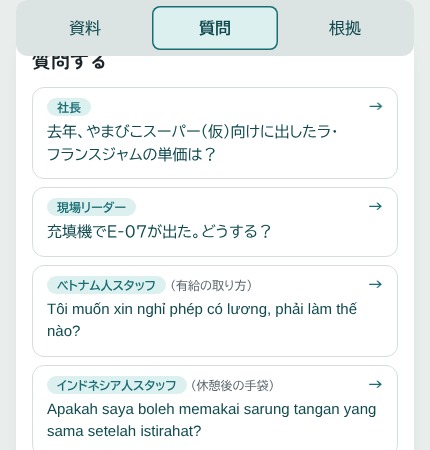 資料 質問 根拠
質問する
社長 →
去年、やまびこスーパー（仮）向けに出したラ・
フランスジャムの単価は？
現場リーダー →
充填機でE-07が出た。どうする？
ベトナム人スタッフ （有給の取り方） →
Tôi muốn xin nghỉ phép có lương, phải làm thế
nào?
インドネシア人スタッフ （休憩後の手袋） →
Apakah saya boleh memakai sarung tangan yang
sama setelah istirahat?